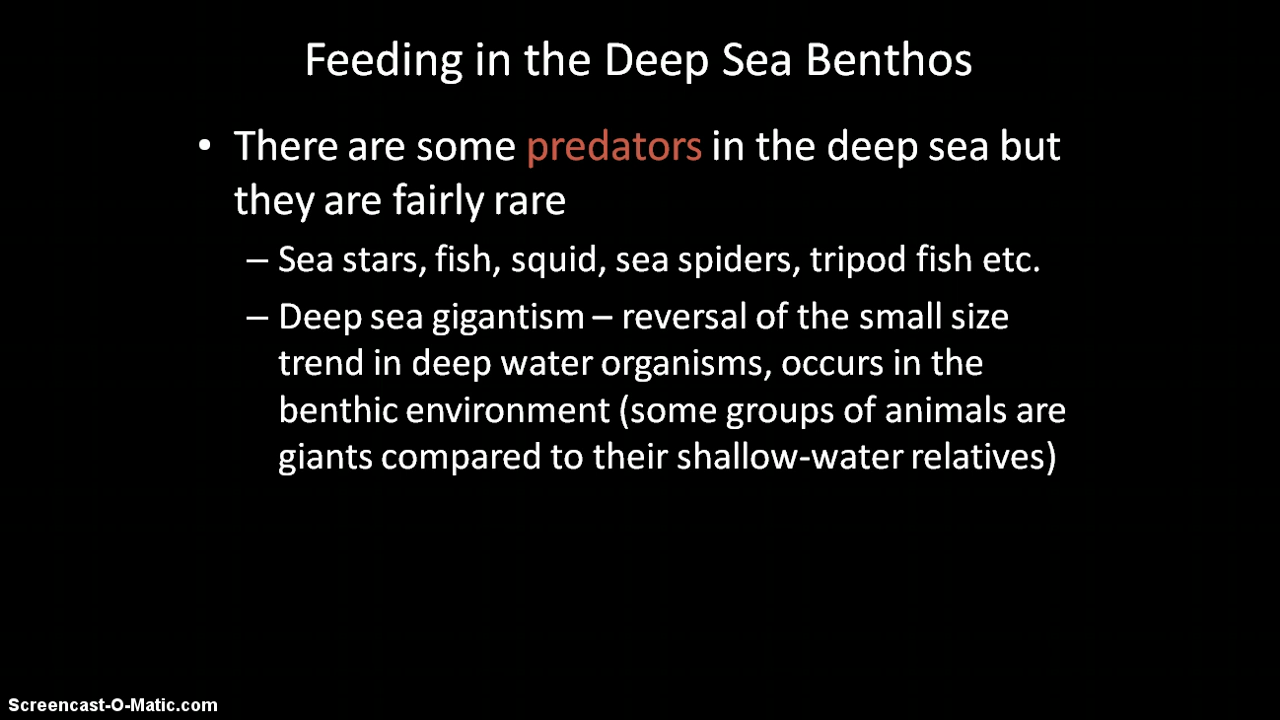 Feeding in the Deep Sea Benthos
• There are some predators in the deep sea but
they are fairly rare
– Sea stars, fish, squid, sea spiders, tripod fish etc.
– Deep sea gigantism – reversal of the small size
trend in deep water organisms, occurs in the
benthic environment (some groups of animals are
giants compared to their shallow-water relatives)
Screencast-O-Matic.com